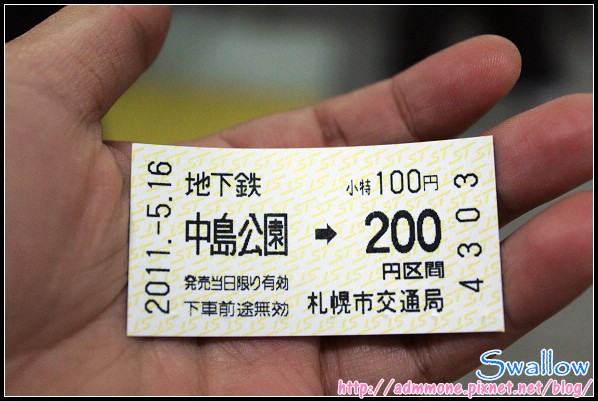 2011.-5.16
地下鉄 小特100円
中島公園 ➡ 200
円区間
発売当日限り有効
下車前途無効 札幌市交通局
4303
Swallow
http://admmone.pixnet.net/blog/